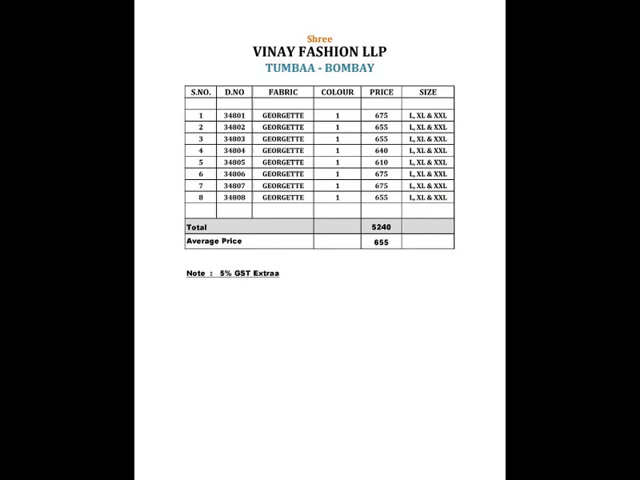 Shree
VINAY FASHION LLP
TUMBAA - BOMBAY
S.NO. D.NO FABRIC COLOUR PRICE SIZE
1 34801 GEORGETTE 1 675 L, XL & XXL
2 34802 GEORGETTE 1 655 L, XL & XXL
3 34803 GEORGETTE 1 655 L, XL & XXL
4 34804 GEORGETTE 1 640 L, XL & XXL
5 34805 GEORGETTE 1 610 L, XL & XXL
6 34806 GEORGETTE 1 675 L, XL & XXL
7 34807 GEORGETTE 1 675 L, XL & XXL
8 34808 GEORGETTE 1 655 L, XL & XXL
Total 5240
Average Price 655
Note : 5% GST Extraa